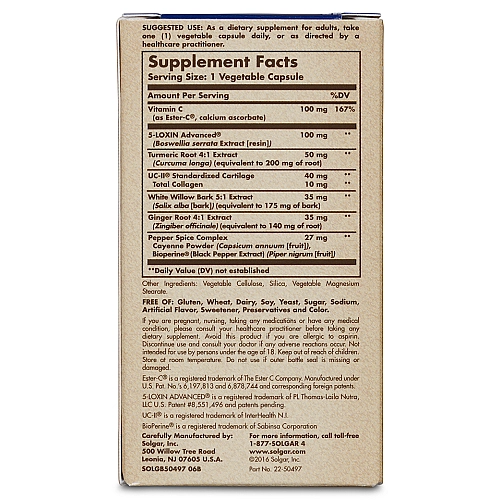 SUGGESTED USE: As a dietary supplement for adults, take
one (1) vegetable capsule daily, or as directed by a
healthcare practitioner.
Supplement Facts
Serving Size: 1 Vegetable Capsule
Amount Per Serving %DV
Vitamin C 100 mg 167%
(as Ester-C®, calcium ascorbate)
5-LOXIN Advanced® 100 mg **
(Boswellia serrata Extract [resin])
Turmeric Root 4:1 Extract 50 mg **
(Curcuma longa) (equivalent to 200 mg of root)
UC-II® Standardized Cartilage 40 mg **
Total Collagen 10 mg **
White Willow Bark 5:1 Extract 35 mg **
(Salix alba [bark]) (equivalent to 175 mg of bark)
Ginger Root 4:1 Extract 35 mg **
(Zingiber officinale) (equivalent to 140 mg of root)
Pepper Spice Complex 27 mg **
Cayenne Powder (Capsicum annuum [fruit]),
Bioperine® (Black Pepper Extract) (Piper nigrum [fruit])
**Daily Value (DV) not established
Other Ingredients: Vegetable Cellulose, Silica, Vegetable Magnesium
Stearate.
FREE OF: Gluten, Wheat, Dairy, Soy, Yeast, Sugar, Sodium,
Artificial Flavor, Sweetener, Preservatives and Color.
If you are pregnant, nursing, taking any medications or have any medical
condition, please consult your healthcare practitioner before taking any
dietary supplement. Avoid this product if you are allergic to aspirin.
Discontinue use and consult your doctor if any adverse reactions occur. Not
intended for use by persons under the age of 18. Keep out of reach of children.
Store at room temperature. Do not use if outer bottle seal is missing or
damaged.
Ester-C® is a registered trademark of The Ester C Company. Manufactured under
U.S. Pat. No.'s 6,197,813 and 6,878,744 and corresponding foreign patents.
5-LOXIN ADVANCED® is a registered trademark of PL Thomas-Laila Nutra,
LLC U.S. Patent #8,551,496 and patents pending.
UC-II® is a registered trademark of InterHealth N.I.
BioPerine® is a registered trademark of Sabinsa Corporation
Carefully Manufactured by:
Solgar, Inc.
500 Willow Tree Road
Leonia, NJ 07605 U.S.A.
SOLGB50497 06B
For more information, call toll-free
1-877-SOLGAR 4
www.solgar.com
©2016 Solgar, Inc.
Part No. 22-50497